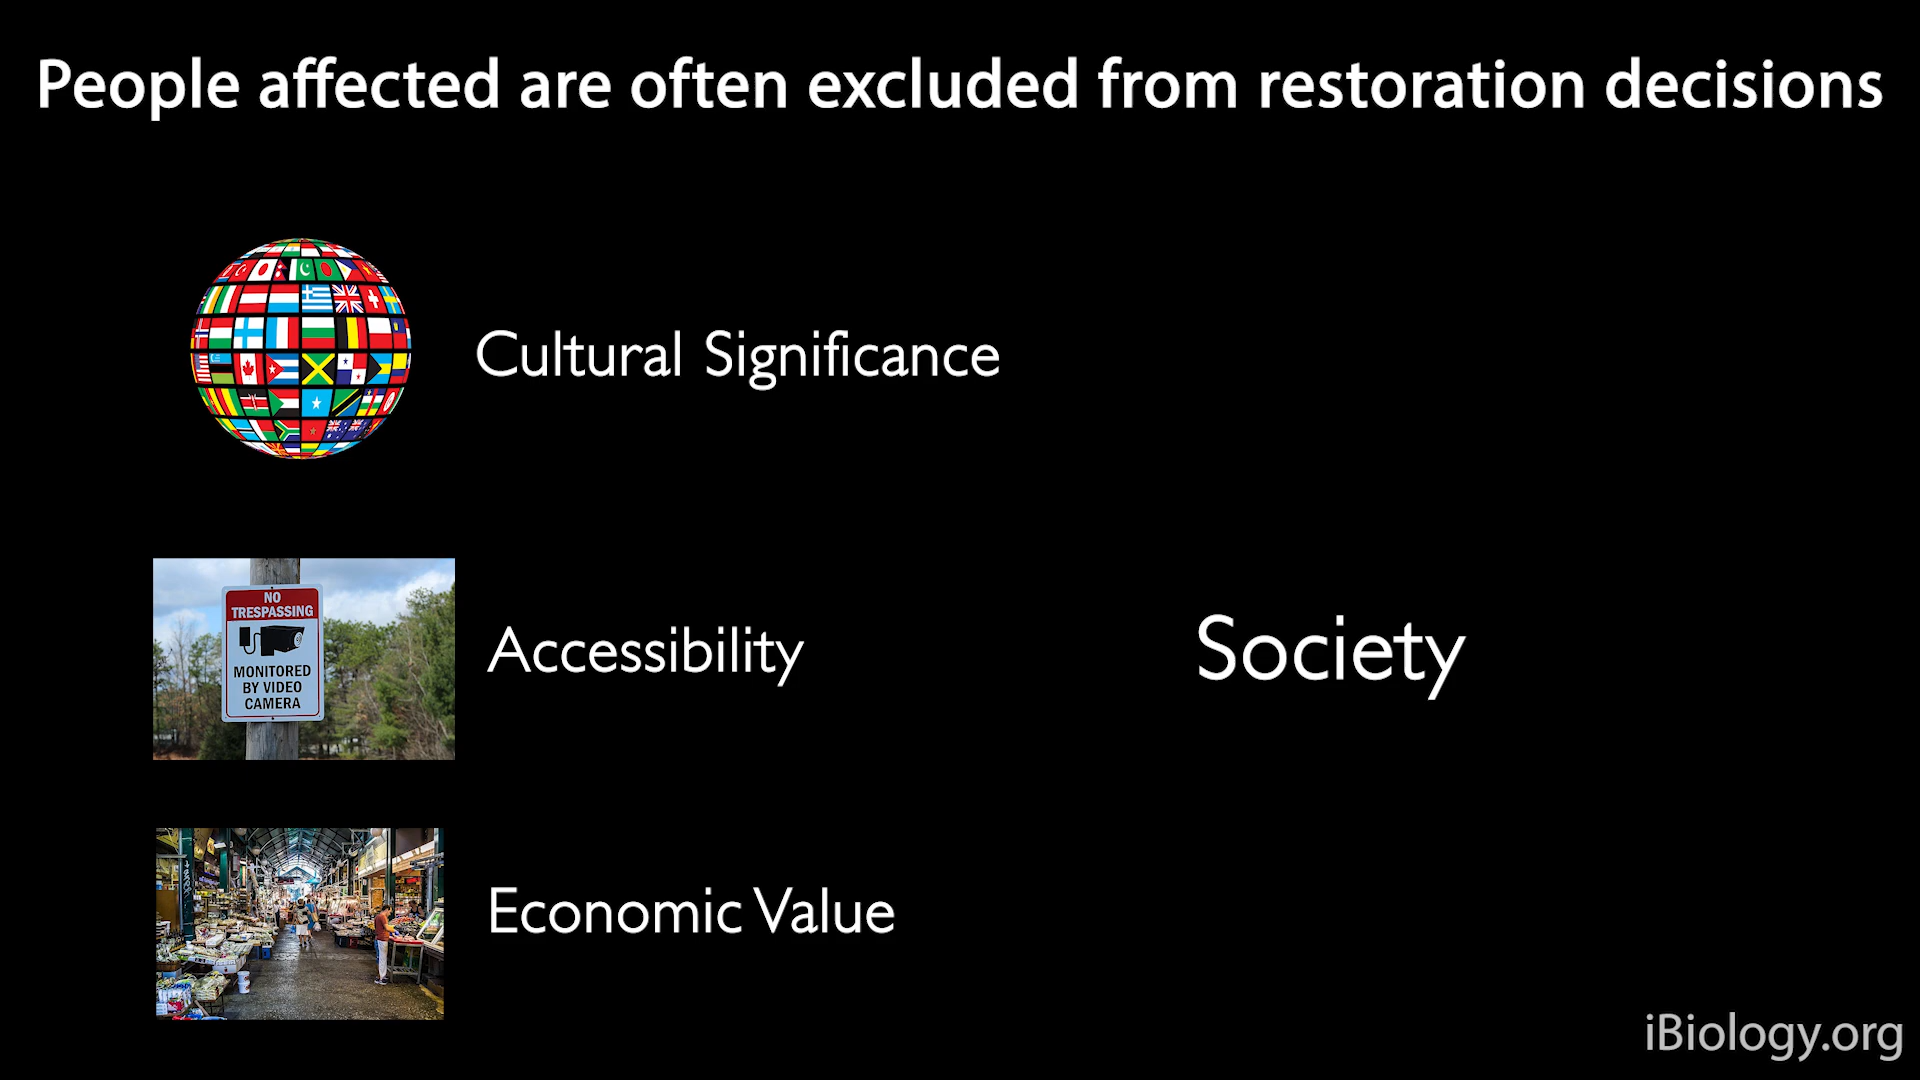 People affected are often excluded from restoration decisions
Cultural Significance
NO
TRESPASSING
MONITORED
BY VIDEO
CAMERA
Accessibility
Society
Economic Value
iBiology.org